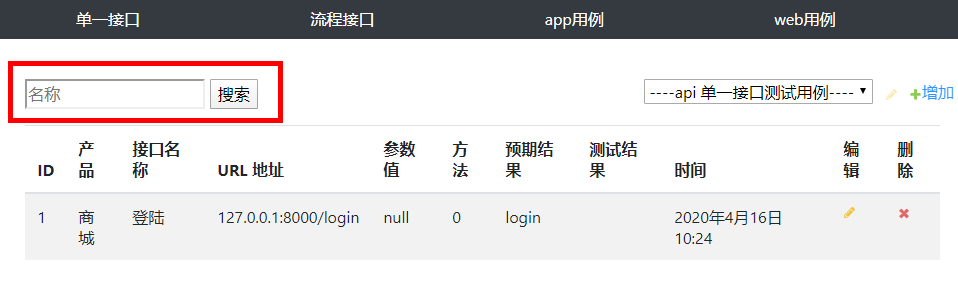 单一接口 流程接口 app用例 web用例
名称 搜索 ----api 单一接口测试用例---- 增加
ID 产品 接口名称 URL 地址 参数值 方法 预期结果 测试结果 时间 编辑 删除
1 商城 登陆 127.0.0.1:8000/login null 0 login 2020年4月16日 10:24